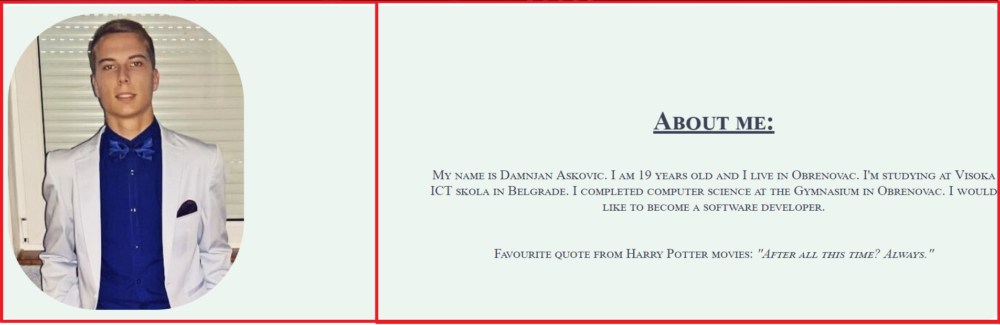 About me:
My name is Damnjan Askovic. I am 19 years old and I live in Obrenovac. I'm studying at Visoka
ICT skola in Belgrade. I completed computer science at the Gymnasium in Obrenovac. I would
like to become a software developer.
Favourite quote from Harry Potter movies: "After all this time? Always."